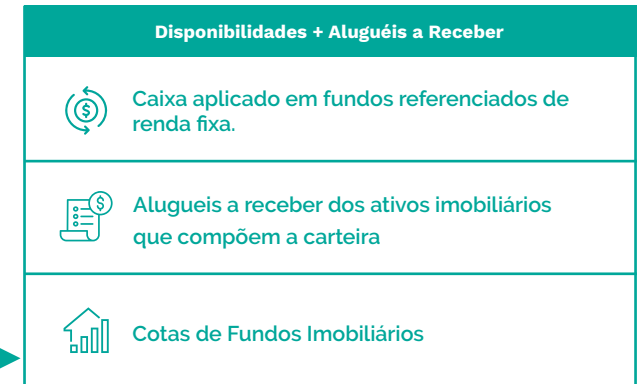 Disponibilidades + Aluguéis a Receber
$
Caixa aplicado em fundos referenciados de
renda fixa.
$
Alugueis a receber dos ativos imobiliários
que compõem a carteira
Cotas de Fundos Imobiliários